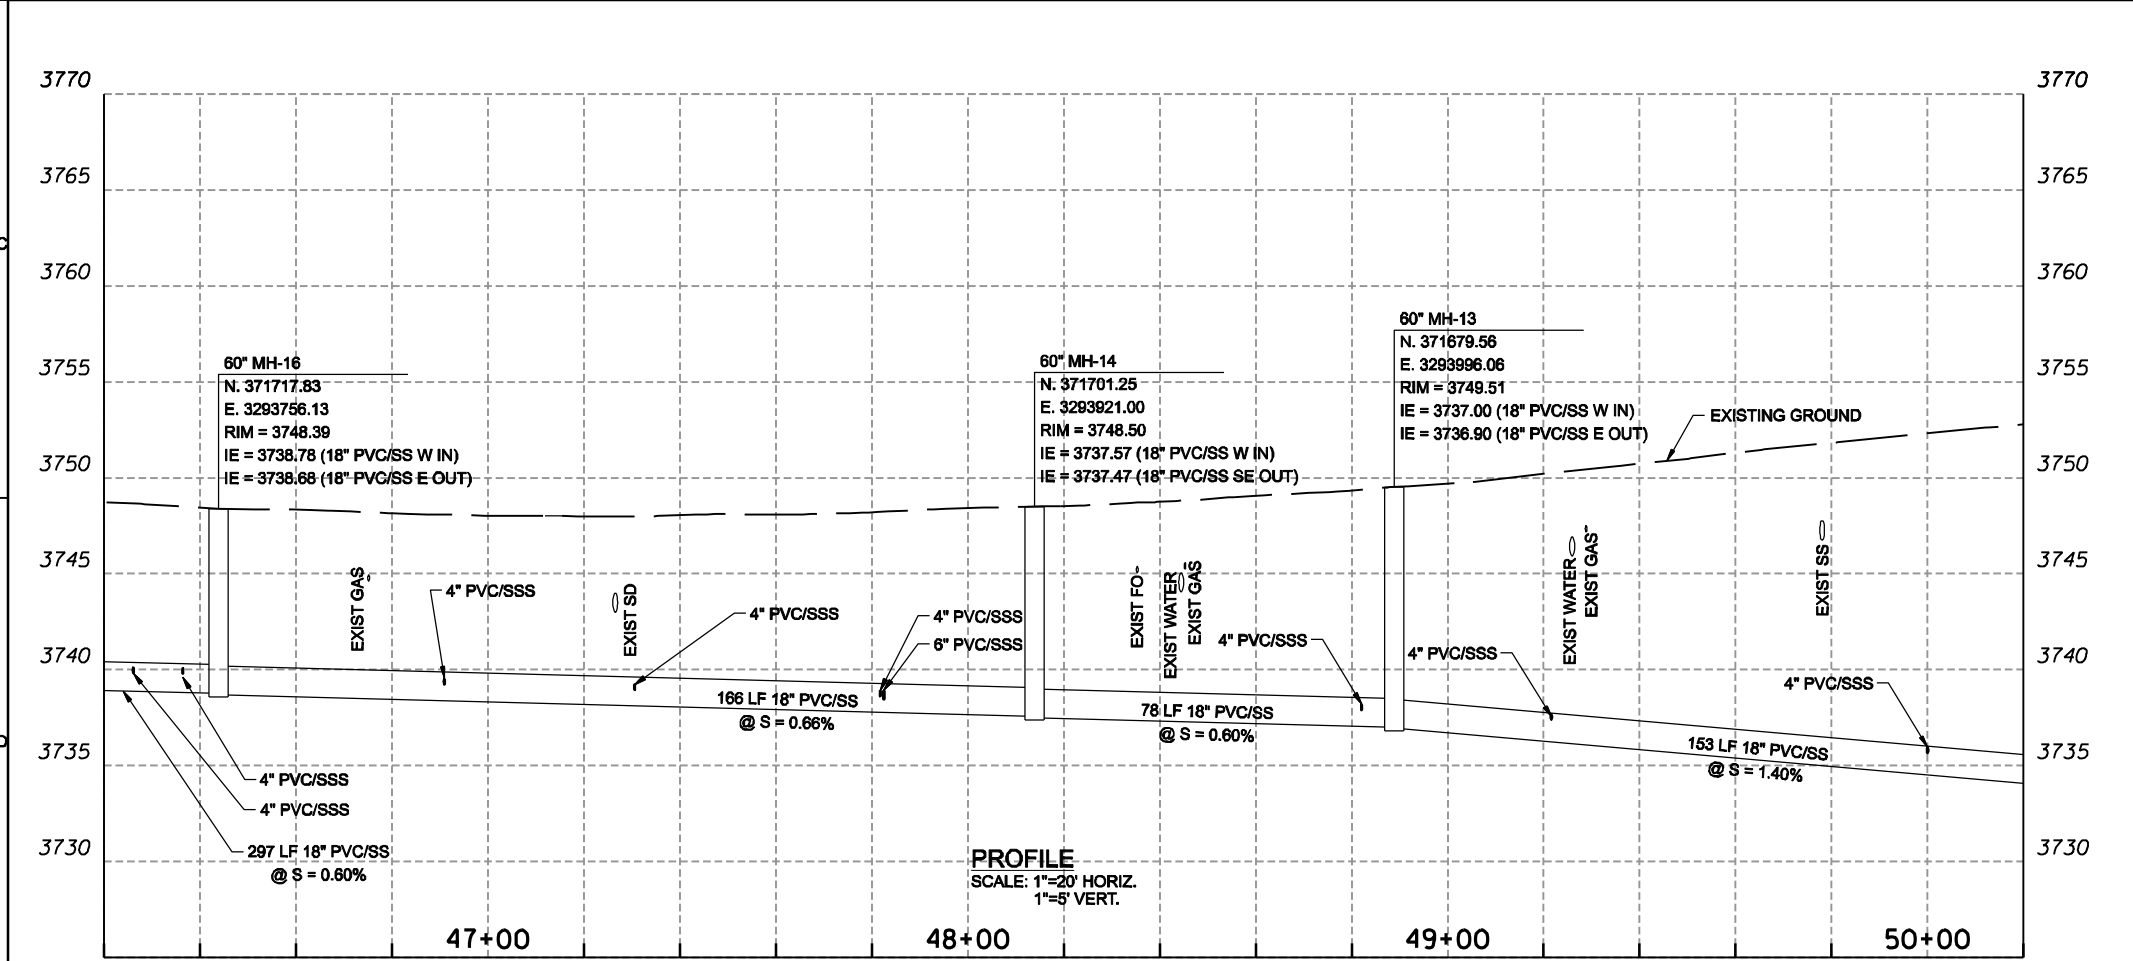 3770
3770
3765
3765
3760
3760
3755
3755
3750
3750
3745
3745
3740
3740
3735
3735
3730
3730
60" MH-16
N. 371717.83
E. 3293756.13
RIM = 3748.39
IE = 3738.78 (18" PVC/SS W IN)
IE = 3738.68 (18" PVC/SS E OUT)
60" MH-14
N. 371701.25
E. 3293921.00
RIM = 3748.50
IE = 3737.57 (18" PVC/SS W IN)
IE = 3737.47 (18" PVC/SS SE OUT)
60" MH-13
N. 371679.56
E. 3293996.06
RIM = 3749.51
IE = 3737.00 (18" PVC/SS W IN)
IE = 3736.90 (18" PVC/SS E OUT)
EXISTING GROUND
EXIST GAS
4" PVC/SSS
EXIST SD
4" PVC/SSS
4" PVC/SSS
6" PVC/SSS
EXIST FO
EXIST WATER
EXIST GAS
4" PVC/SSS
4" PVC/SSS
EXIST WATER
EXIST GAS
EXIST SS
4" PVC/SSS
166 LF 18" PVC/SS
@ S = 0.66%
78 LF 18" PVC/SS
@ S = 0.60%
153 LF 18" PVC/SS
@ S = 1.40%
4" PVC/SSS
4" PVC/SSS
297 LF 18" PVC/SS
@ S = 0.60%
PROFILE
SCALE: 1"=20' HORIZ.
1"=5' VERT.
47+00
48+00
49+00
50+00